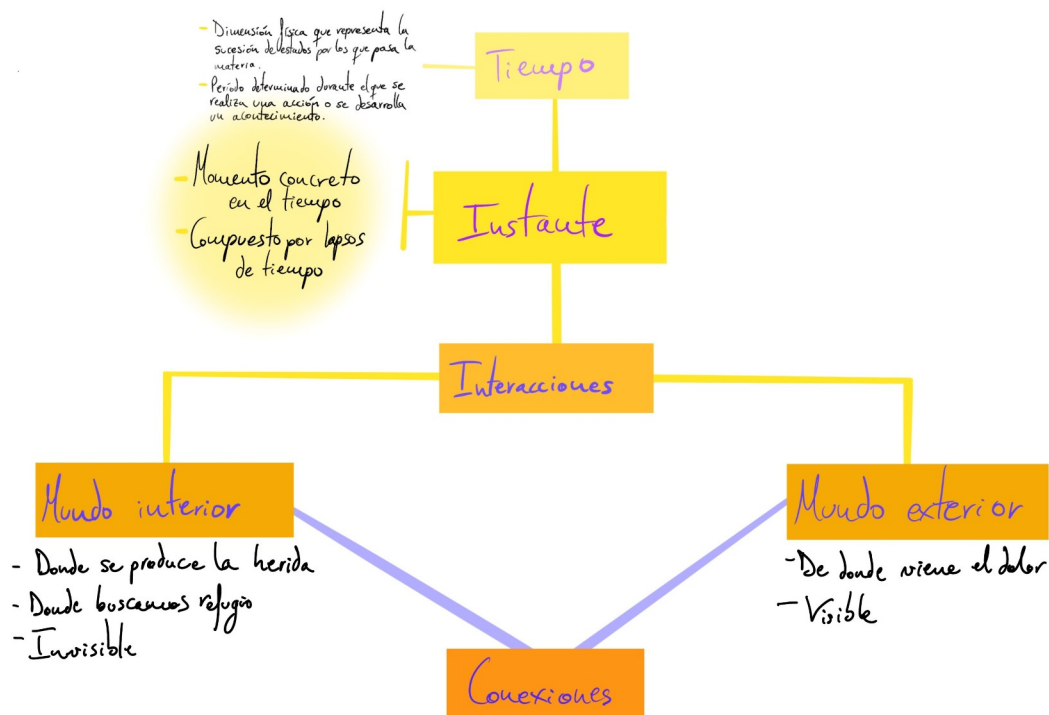 - Dimensión física que representa la
sucesión de estados por los que pasa la
materia.
- Período determinado durante el que se
realiza una acción o se desarrolla
un acontecimiento.
Tiempo
- Momento concreto
en el tiempo
- Compuesto por lapsos
de tiempo
Instante
Interacciones
Mundo interior
- Donde se produce la herida
- Donde buscamos refugio
- Invisible
Mundo exterior
- De donde viene el dolor
- Visible
Conexiones